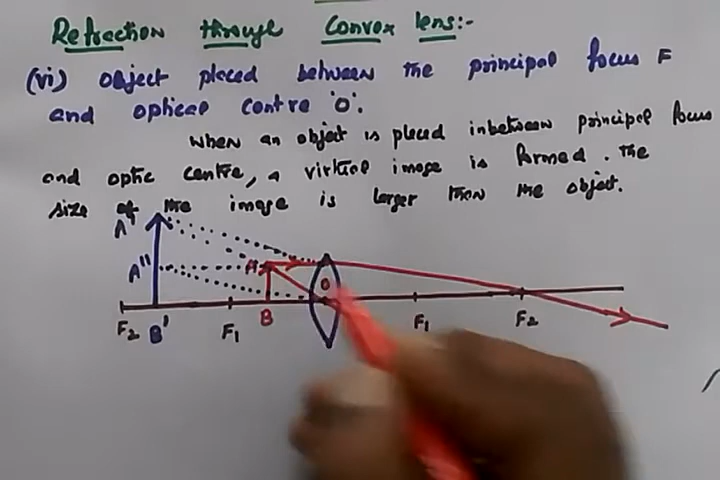 Refraction through Convex lens:-
(vi) object placed between the principal focus F
and optical centre 'O'.
when an object is placed inbetween principal focus
and optic centre, a virtual image is formed. The
size of the image is larger than the object.
A'
A"
A
O
F2 B' F1 B F1 F2